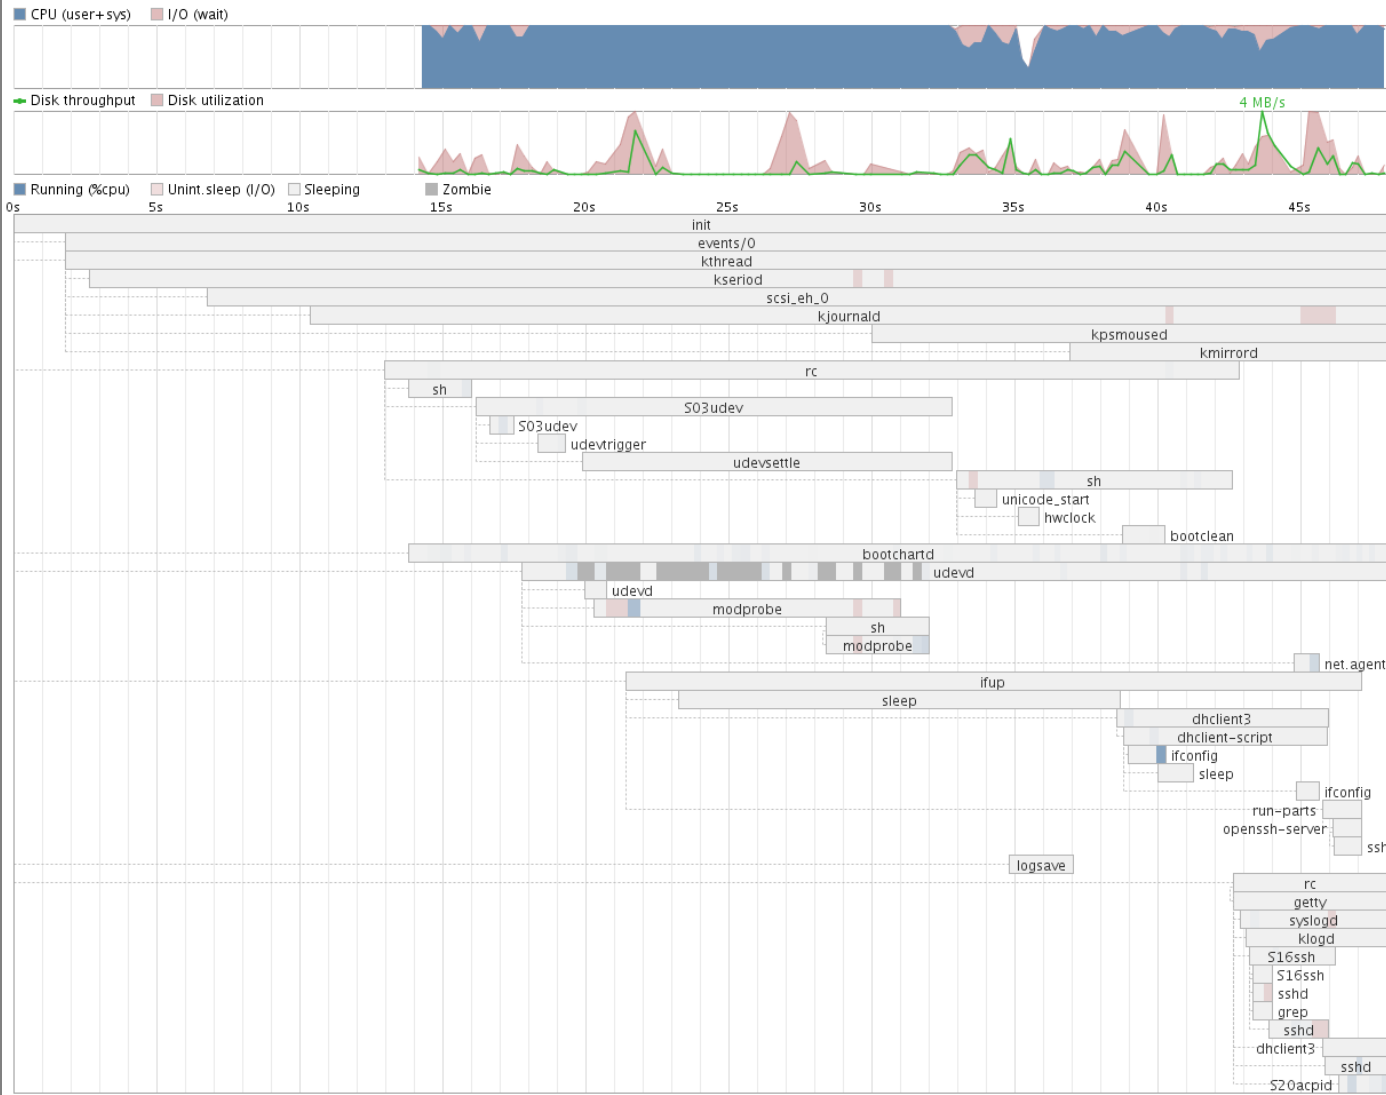 CPU (user+sys) I/O (wait)
Disk throughput Disk utilization 4 MB/s
Running (%cpu) Unint.sleep (I/O) Sleeping Zombie
0s 5s 10s 15s 20s 25s 30s 35s 40s 45s
init
events/0
kthread
kseriod
scsi_eh_0
kjournald
kpsmoused
kmirrord
rc
sh
S03udev
S03udev
udevtrigger
udevsettle
sh
unicode_start
hwclock
bootclean
bootchartd
udevd
udevd
modprobe
sh
modprobe
net.agent
ifup
sleep
dhclient3
dhclient-script
ifconfig
sleep
ifconfig
run-parts
openssh-server
ssh
logsave
rc
getty
syslogd
klogd
S16ssh
S16ssh
sshd
grep
sshd
dhclient3
sshd
S20acpid